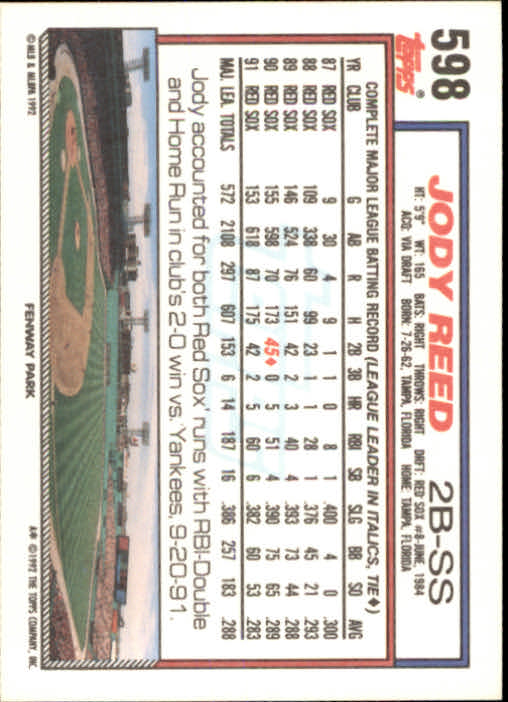 598
topps®
JODY REED 2B-SS
HT: 5'9" WT: 165 BATS: RIGHT THROWS: RIGHT DRFT: RED SOX #8-JUNE, 1984
ACQ: VIA DRAFT BORN: 7-26-62, TAMPA, FLORIDA HOME: TAMPA, FLORIDA
COMPLETE MAJOR LEAGUE BATTING RECORD (LEAGUE LEADER IN ITALICS, TIE♦)
YR CLUB G AB R H 2B 3B HR RBI SB SLG BB SO AVG
87 RED SOX 9 30 4 9 1 1 0 8 1 .400 4 0 .300
88 RED SOX 109 338 60 99 23 1 1 28 1 .376 45 21 .293
89 RED SOX 146 524 76 151 42 2 3 40 4 .393 73 44 .288
90 RED SOX 155 598 70 173 45♦ 0 5 51 4 .390 75 65 .289
91 RED SOX 153 618 87 175 42 2 5 60 6 .382 60 53 .283
MAJ. LEA. TOTALS 572 2108 297 607 153 6 14 187 16 .386 257 183 .288
Jody accounted for both Red Sox' runs with RBI-Double
and Home Run in club's 2-0 win vs. Yankees, 9-20-91.
©MLB & MLBPA 1992
FENWAY PARK
A® ©1992 THE TOPPS COMPANY, INC.